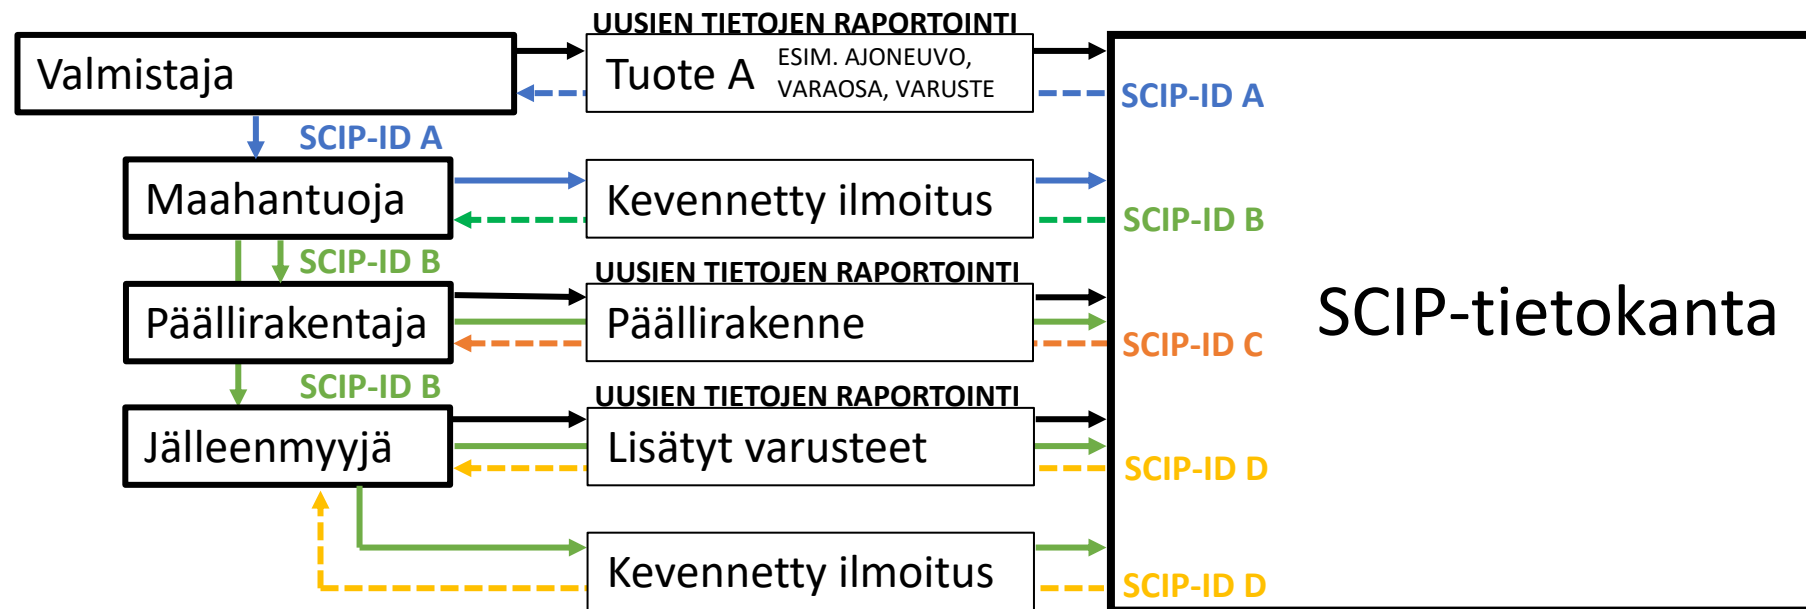 UUSIEN TIETOJEN RAPORTOINTI
Valmistaja
Tuote A
ESIM. AJONEUVO,
VARAOSA, VARUSTE
SCIP-ID A
SCIP-ID A
Maahantuoja
Kevennetty ilmoitus
SCIP-ID B
SCIP-ID B
UUSIEN TIETOJEN RAPORTOINTI
Päällirakentaja
Päällirakenne
SCIP-tietokanta
SCIP-ID C
SCIP-ID B
UUSIEN TIETOJEN RAPORTOINTI
Jälleenmyyjä
Lisätyt varusteet
SCIP-ID D
Kevennetty ilmoitus
SCIP-ID D